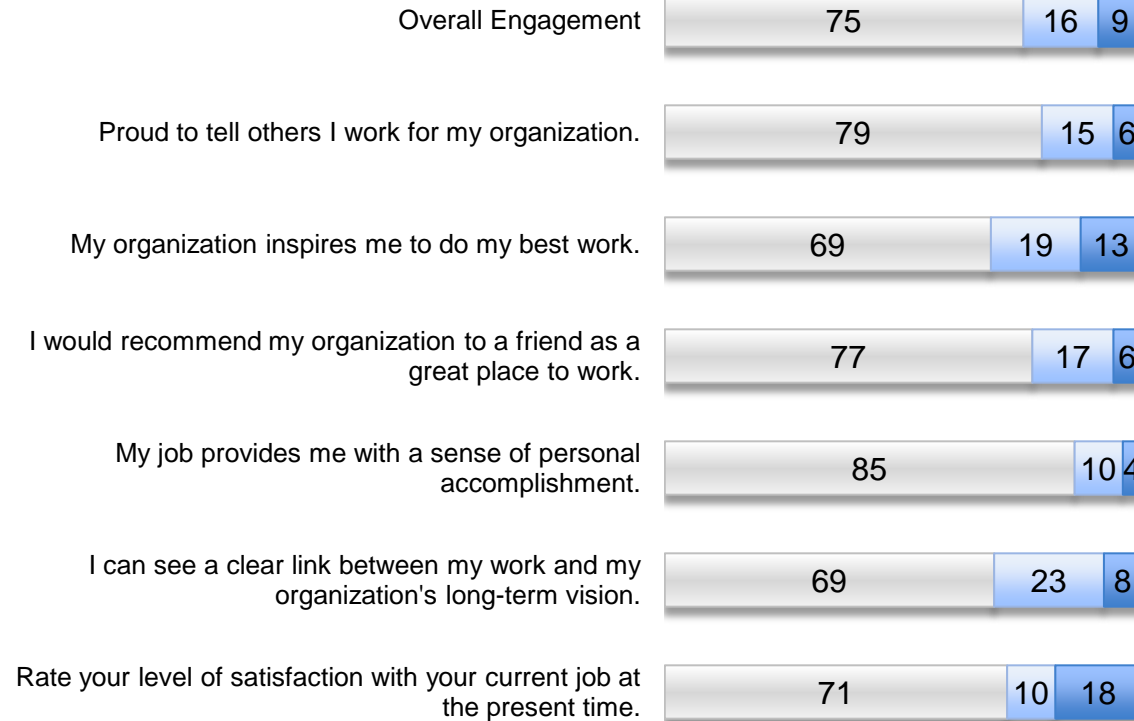 Overall Engagement 75 16 9
Proud to tell others I work for my organization. 79 15 6
My organization inspires me to do my best work. 69 19 13
I would recommend my organization to a friend as a
great place to work. 77 17 6
My job provides me with a sense of personal
accomplishment. 85 10 4
I can see a clear link between my work and my
organization's long-term vision. 69 23 8
Rate your level of satisfaction with your current job at
the present time. 71 10 18